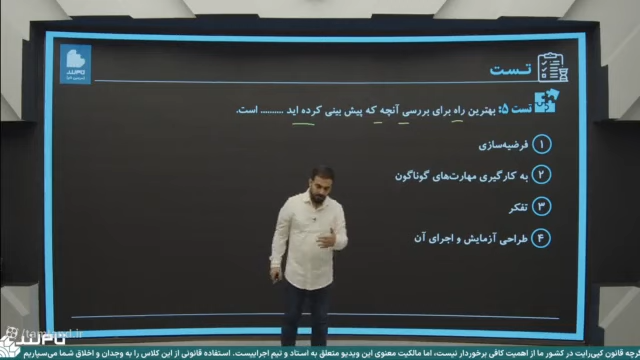 تست
تست ۵: بهترین راه برای بررسی آنچه که پیش بینی کرده اید .......... است.
۱ فرضیه‌سازی
۲ به کارگیری مهارت‌های گوناگون
۳ تفکر
۴ طراحی آزمایش و اجرای آن
گرچه قانون کپی‌رایت در کشور ما از اهمیت کافی برخوردار نیست، اما مالکیت معنوی این ویدیو متعلق به استاد و تیم اجراییست. استفاده قانونی از این کلاس را به وجدان و اخلاق شما می‌سپاریم